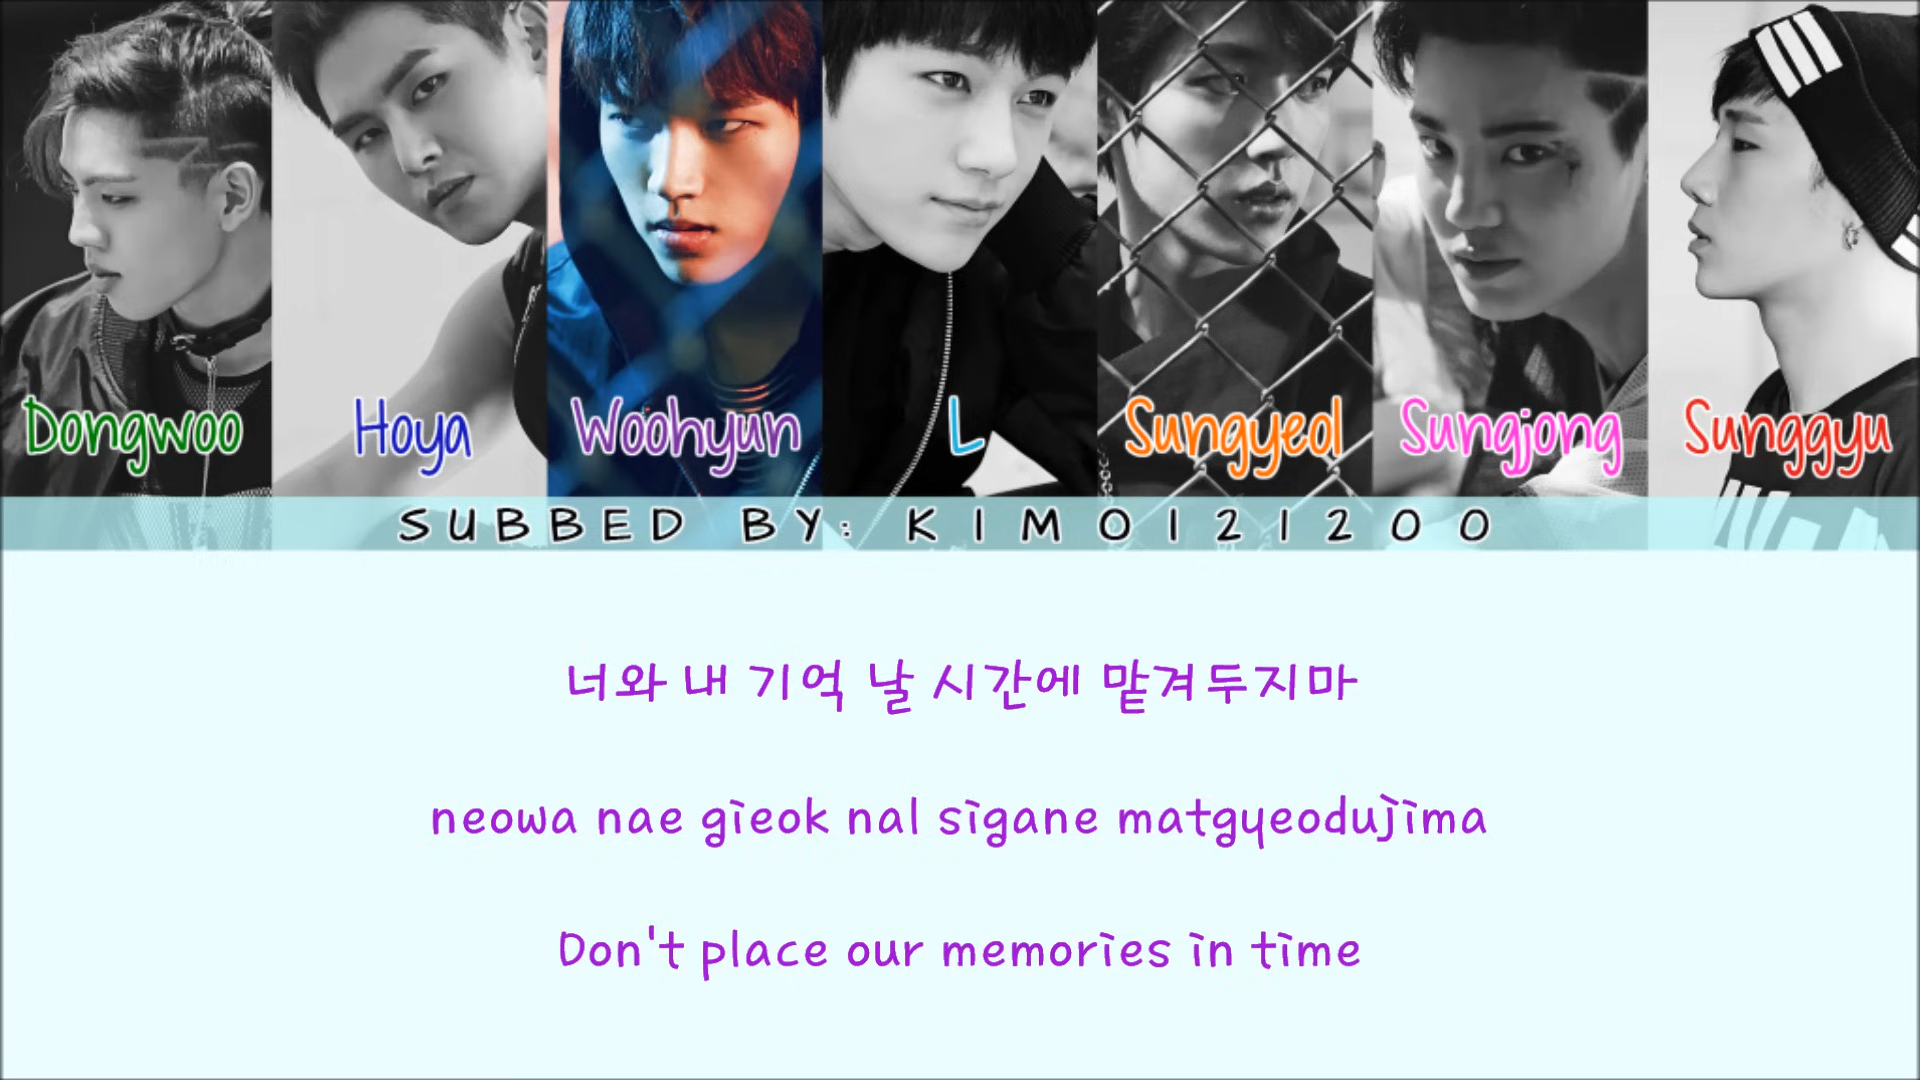 Dongwoo Hoya Woohyun L Sungyeol Sungjong Sunggyu
SUBBED BY: KIM0121200
너와 내 기억 날 시간에 맡겨두지마
neowa nae gieok nal sigane matgyeodujima
Don't place our memories in time